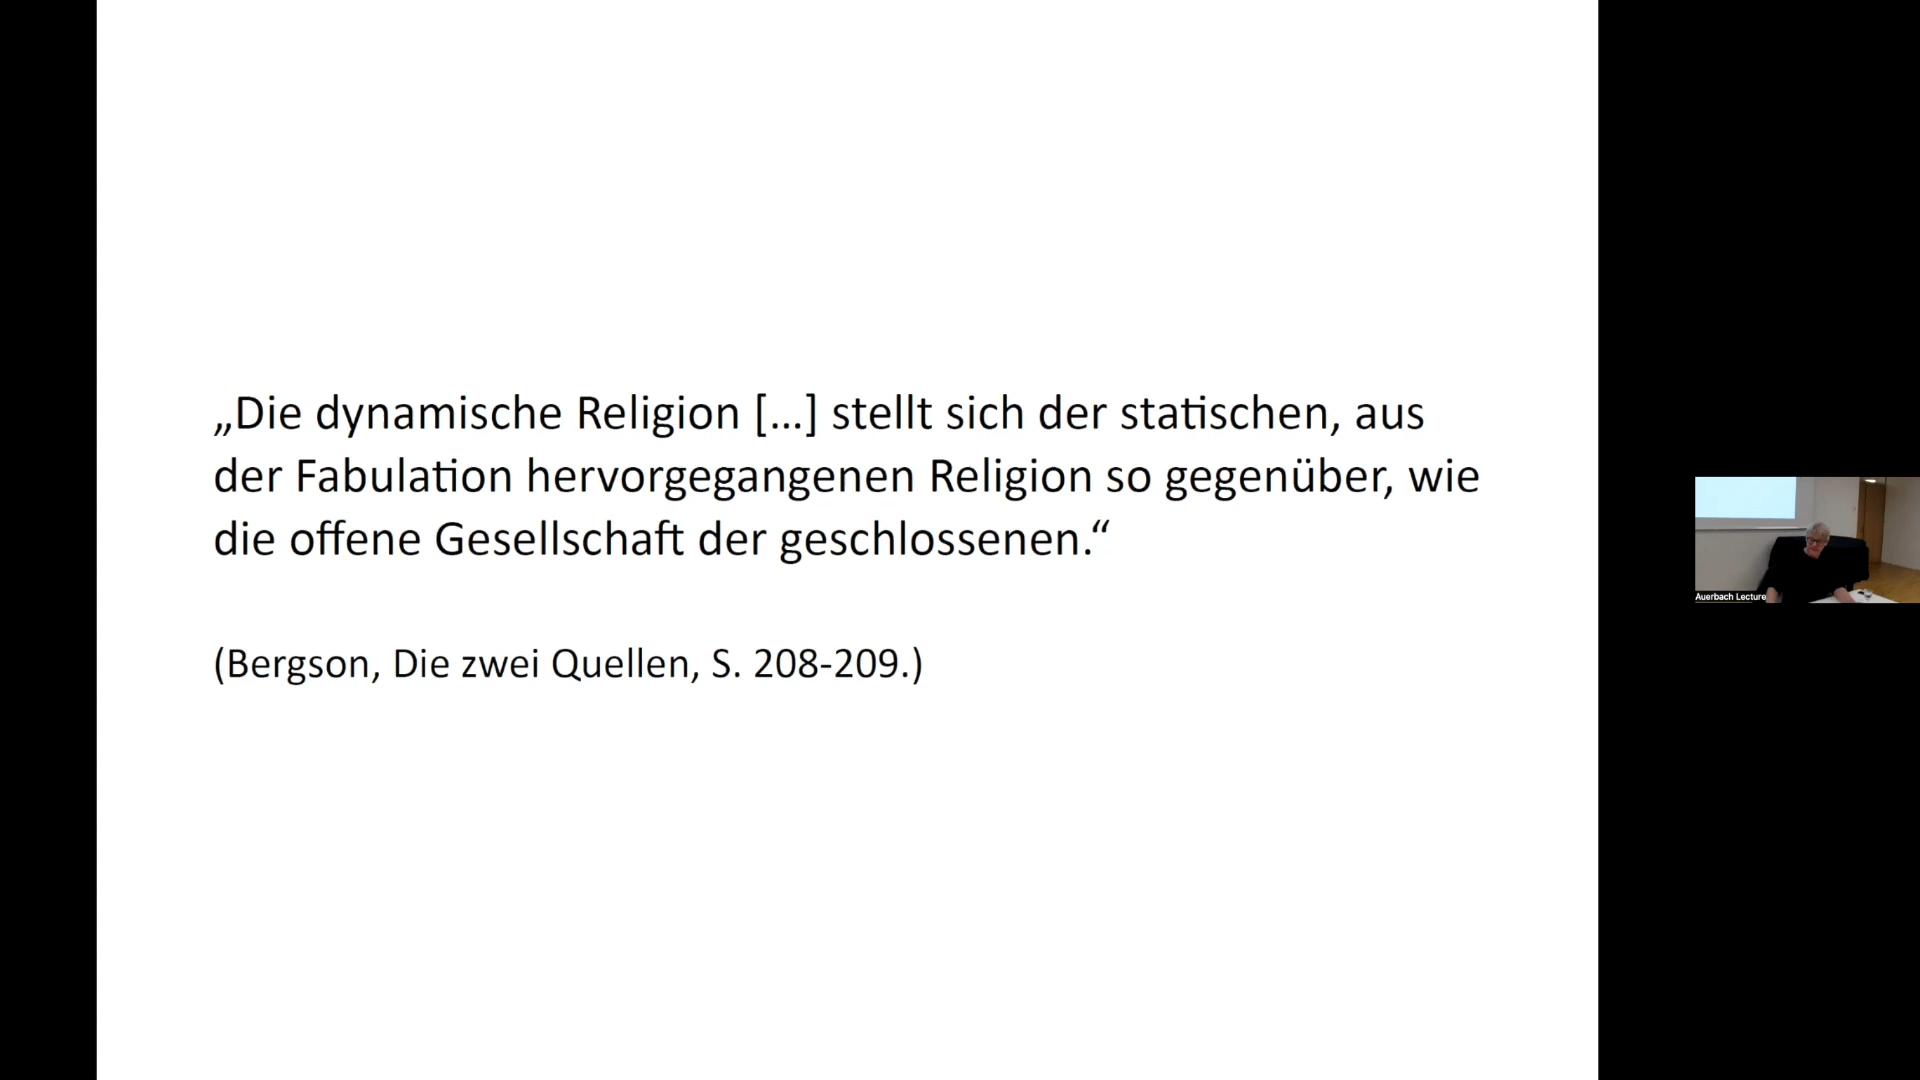 „Die dynamische Religion […] stellt sich der statischen, aus
der Fabulation hervorgegangenen Religion so gegenüber, wie
die offene Gesellschaft der geschlossenen.“
(Bergson, Die zwei Quellen, S. 208-209.)
Auerbach Lecture